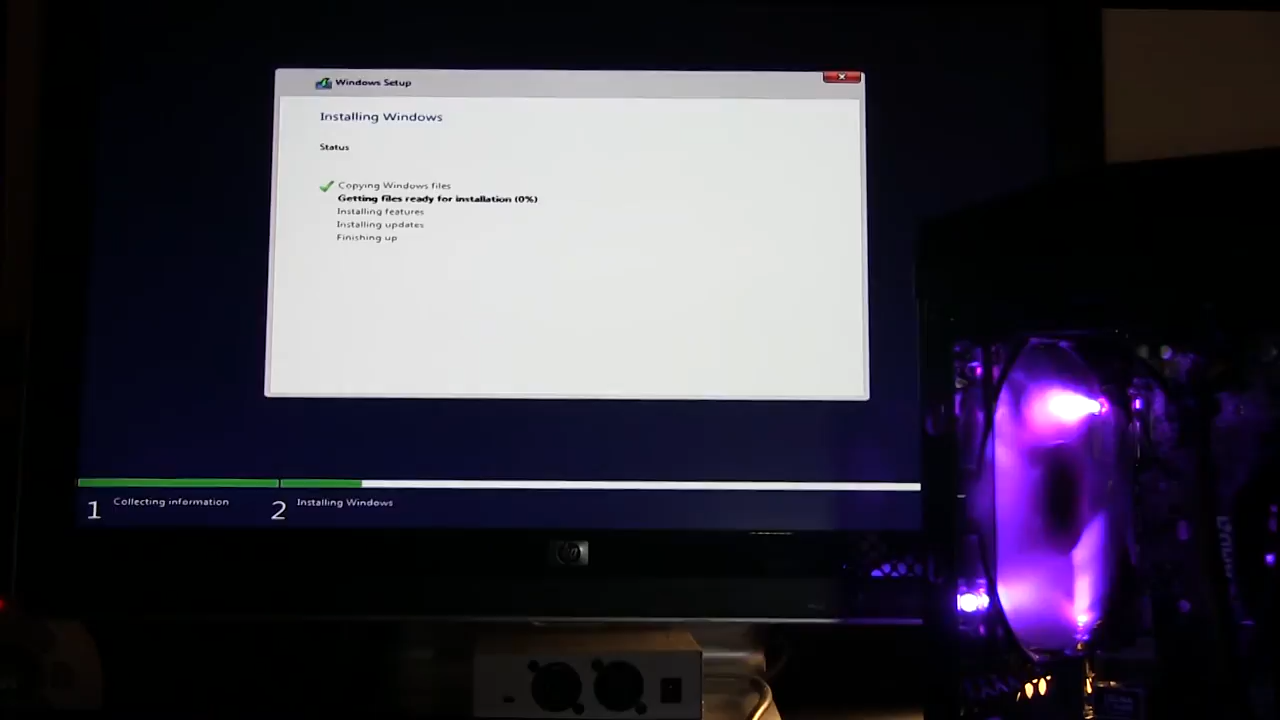 Windows Setup
Installing Windows
Status
Copying Windows files
Getting files ready for installation (0%)
Installing features
Installing updates
Finishing up
1 Collecting information
2 Installing Windows
hp